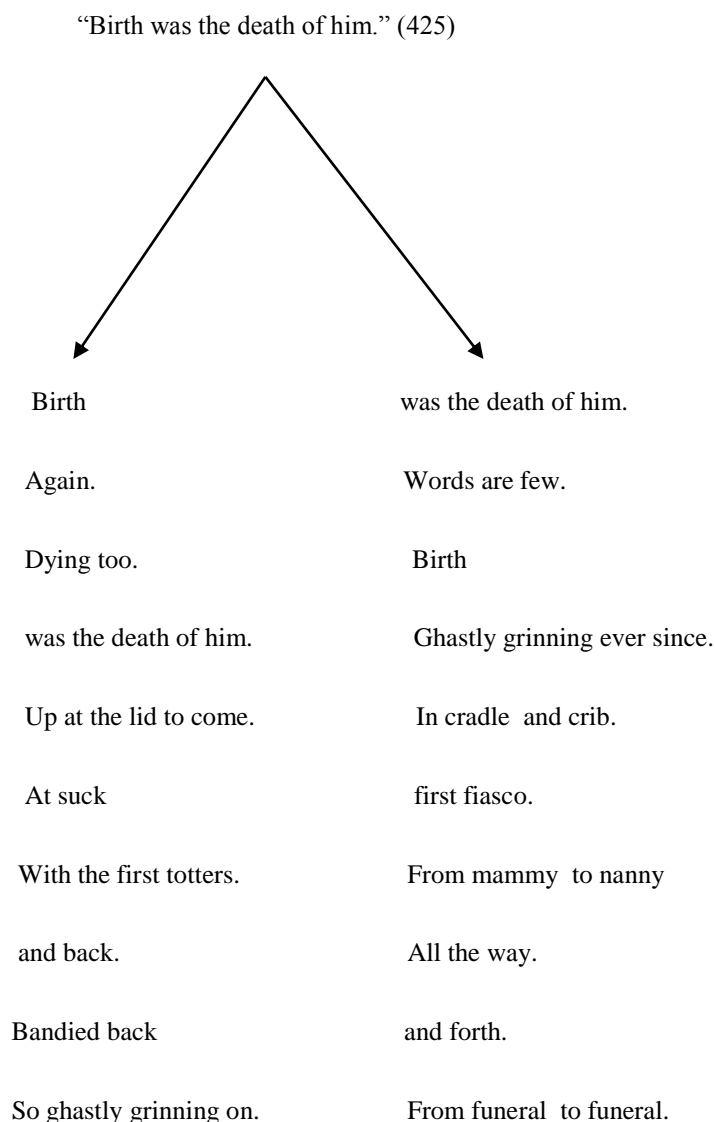 “Birth was the death of him.” (425)
Birth was the death of him.
Again. Words are few.
Dying too. Birth
was the death of him. Ghastly grinning ever since.
Up at the lid to come. In cradle and crib.
At suck first fiasco.
With the first totters. From mammy to nanny
and back. All the way.
Bandied back and forth.
So ghastly grinning on. From funeral to funeral.